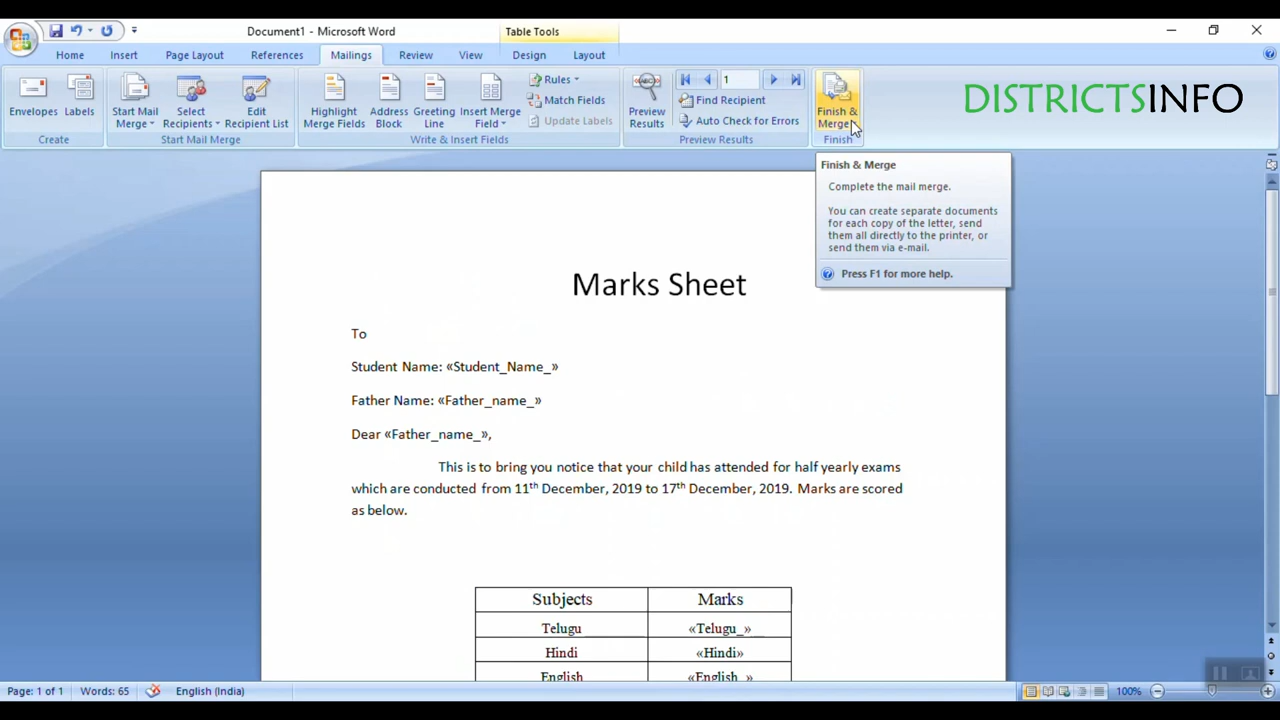 Document1 - Microsoft Word
Table Tools
Home Insert Page Layout References Mailings Review View Design Layout
Envelopes
Labels
Create
Start Mail Merge
Select Recipients
Edit Recipient List
Start Mail Merge
Highlight Merge Fields
Address Block
Greeting Line
Insert Merge Field
Rules
Match Fields
Update Labels
Write & Insert Fields
Preview Results
ABC
1
Find Recipient
Auto Check for Errors
Preview Results
Finish & Merge
Finish
DISTRICTSINFO
Finish & Merge
Complete the mail merge.
You can create separate documents
for each copy of the letter, send
them all directly to the printer, or
send them via e-mail.
Press F1 for more help.
Marks Sheet
To
Student Name: «Student_Name_»
Father Name: «Father_name_»
Dear «Father_name_»,
This is to bring you notice that your child has attended for half yearly exams
which are conducted from 11th December, 2019 to 17th December, 2019. Marks are scored
as below.
Subjects Marks
Telugu «Telugu_»
Hindi «Hindi»
English «English_»
Page: 1 of 1 Words: 65 English (India) 100%